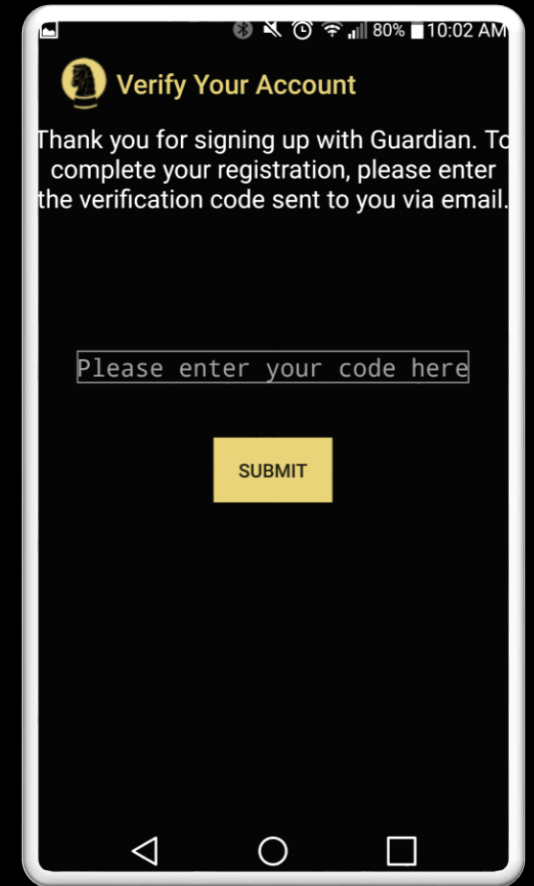 80% 10:02 AM
Verify Your Account
Thank you for signing up with Guardian. To
complete your registration, please enter
the verification code sent to you via email.
Please enter your code here
SUBMIT